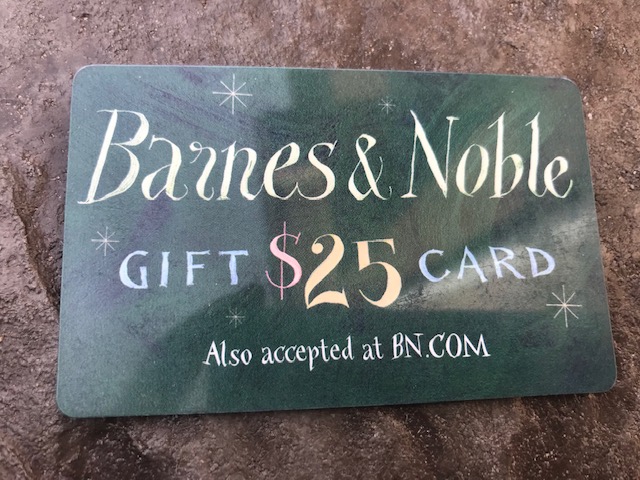 Barnes & Noble
GIFT $25 CARD
Also accepted at BN.COM